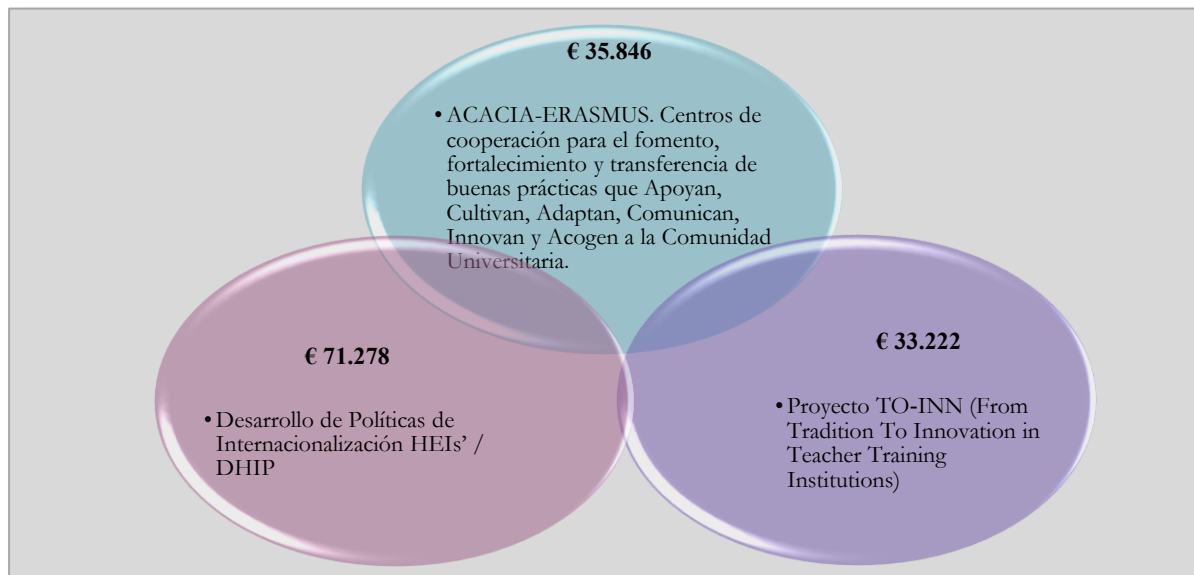 € 35.846
• ACACIA-ERASMUS. Centros de
cooperación para el fomento,
fortalecimiento y transferencia de
buenas prácticas que Apoyan,
Cultivan, Adaptan, Comunican,
Innovan y Acogen a la Comunidad
Universitaria.
€ 71.278
• Desarrollo de Políticas de
Internacionalización HEIs’ /
DHIP
€ 33.222
• Proyecto TO-INN (From
Tradition To Innovation in
Teacher Training
Institutions)